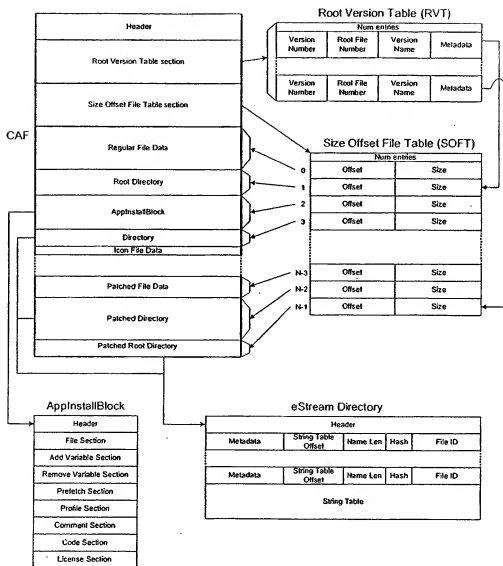 Root Version Table (RVT)
Num entries
Version Number
Root File Number
Version Name
Metadata
Version Number
Root File Number
Version Name
Metadata
CAF
Header
Root Version Table section
Size Offset File Table section
Regular File Data
Root Directory
AppInstallBlock
Directory
Icon File Data
Patched File Data
Patched Directory
Patched Root Directory
Size Offset File Table (SOFT)
Num entries
0 Offset Size
1 Offset Size
2 Offset Size
3 Offset Size
N-3 Offset Size
N-2 Offset Size
N-1 Offset Size
AppInstallBlock
Header
File Section
Add Variable Section
Remove Variable Section
Prefetch Section
Profile Section
Comment Section
Code Section
License Section
eStream Directory
Header
Metadata
String Table Offset
Name Len
Hash
File ID
Metadata
String Table Offset
Name Len
Hash
File ID
String Table